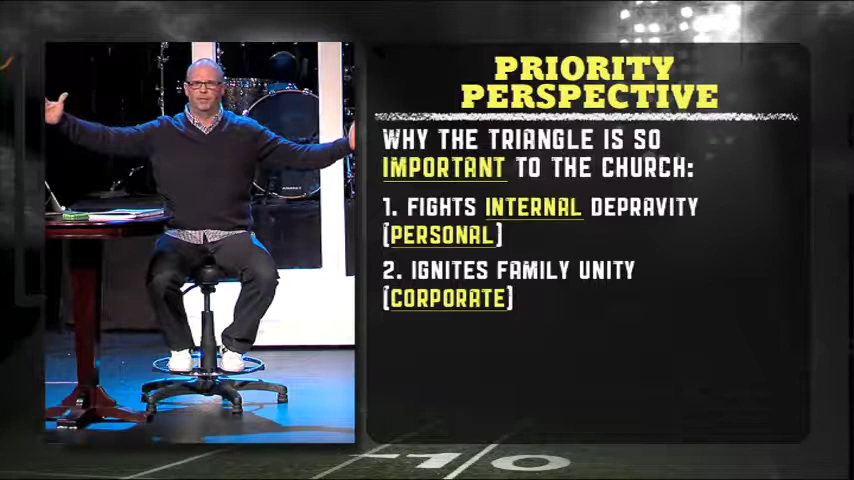 PRIORITY
PERSPECTIVE
WHY THE TRIANGLE IS SO
IMPORTANT TO THE CHURCH:
1. FIGHTS INTERNAL DEPRAVITY
[PERSONAL]
2. IGNITES FAMILY UNITY
[CORPORATE]
-10